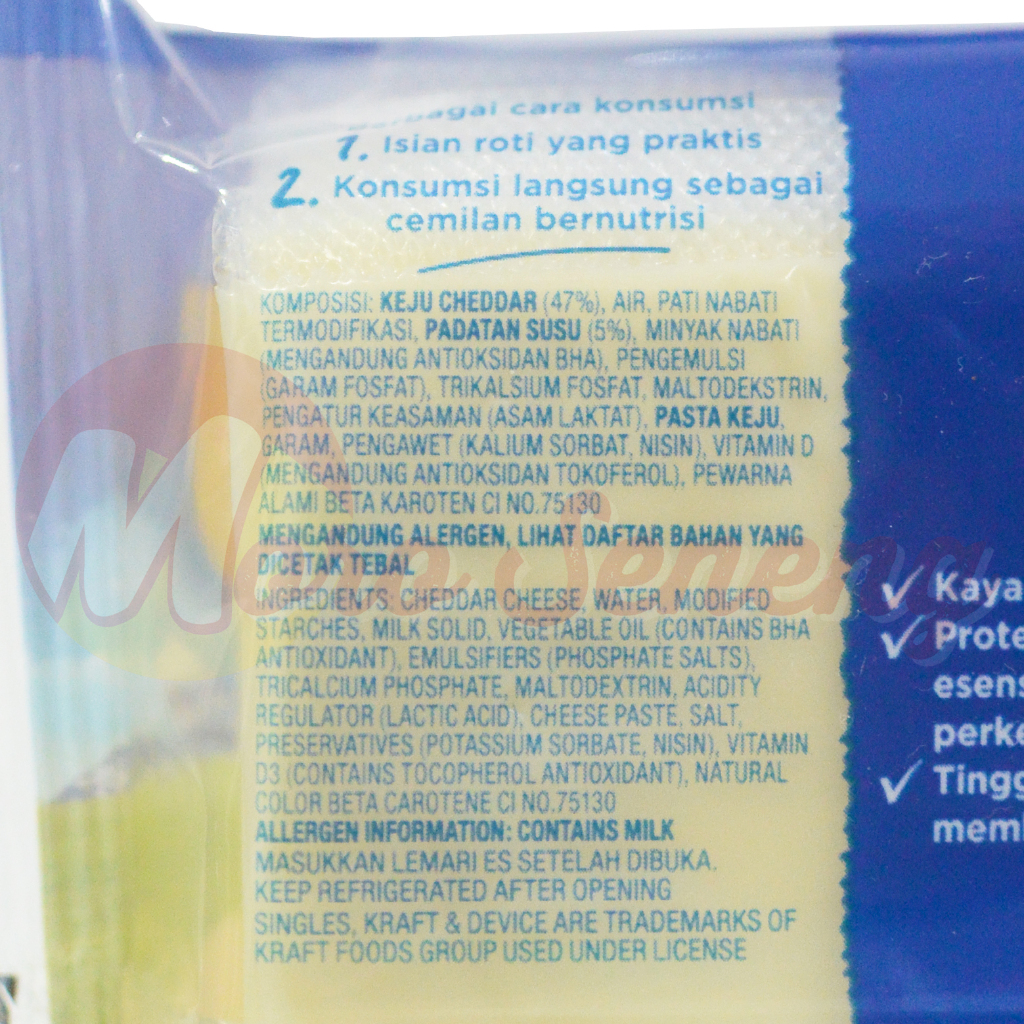 cara konsumsi
1. Isian roti yang praktis
2. Konsumsi langsung sebagai
cemilan bernutrisi
KOMPOSISI: KEJU CHEDDAR (47%), AIR, PATI NABATI
TERMODIFIKASI, PADATAN SUSU (5%), MINYAK NABATI
(MENGANDUNG ANTIOKSIDAN BHA), PENGEMULSI
(GARAM FOSFAT), TRIKALSIUM FOSFAT, MALTODEKSTRIN,
PENGATUR KEASAMAN (ASAM LAKTAT), PASTA KEJU,
GARAM, PENGAWET (KALIUM SORBAT, NISIN), VITAMIN D
(MENGANDUNG ANTIOKSIDAN TOKOFEROL), PEWARNA
ALAMI BETA KAROTEN CI NO.75130
MENGANDUNG ALERGEN, LIHAT DAFTAR BAHAN YANG
DICETAK TEBAL
INGREDIENTS: CHEDDAR CHEESE, WATER, MODIFIED
STARCHES, MILK SOLID, VEGETABLE OIL (CONTAINS BHA
ANTIOXIDANT), EMULSIFIERS (PHOSPHATE SALTS),
TRICALCIUM PHOSPHATE, MALTODEXTRIN, ACIDITY
REGULATOR (LACTIC ACID), CHEESE PASTE, SALT,
PRESERVATIVES (POTASSIUM SORBATE, NISIN), VITAMIN
D3 (CONTAINS TOCOPHEROL ANTIOXIDANT), NATURAL
COLOR BETA CAROTENE CI NO.75130
ALLERGEN INFORMATION: CONTAINS MILK
MASUKKAN LEMARI ES SETELAH DIBUKA.
KEEP REFRIGERATED AFTER OPENING
SINGLES, KRAFT & DEVICE ARE TRADEMARKS OF
KRAFT FOODS GROUP USED UNDER LICENSE
Kaya
Prote
esens
perke
Tingg
mem